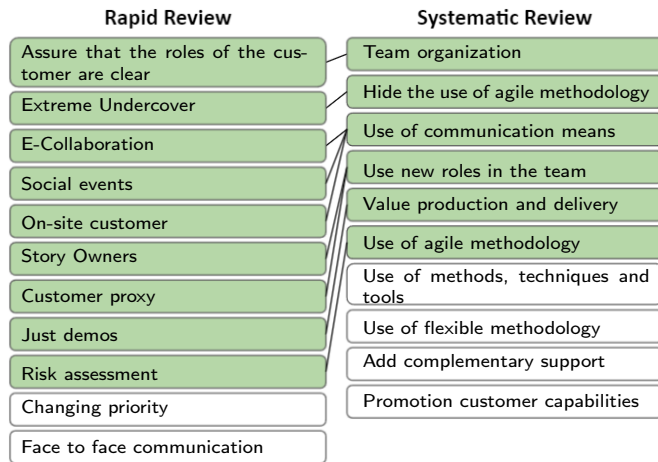 Rapid Review
Assure that the roles of the cus-
tomer are clear
Extreme Undercover
E-Collaboration
Social events
On-site customer
Story Owners
Customer proxy
Just demos
Risk assessment
Changing priority
Face to face communication
Systematic Review
Team organization
Hide the use of agile methodology
Use of communication means
Use new roles in the team
Value production and delivery
Use of agile methodology
Use of methods, techniques and
tools
Use of flexible methodology
Add complementary support
Promotion customer capabilities